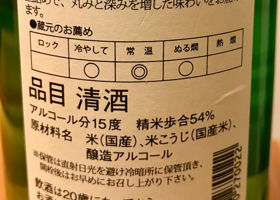 め、丸みと深みを増した味わいをお
●蔵元のお薦め
ロック 冷やして 常温 ぬる燗 熱燗
○ ◎ ○
品目 清酒
アルコール分15度 精米歩合54%
原材料名 米(国産米)、
米こうじ(国産米)、
醸造アルコール
※保管は直射日光を避け冷暗所に保管頂き、
開栓後はお早めにお召し上がり下さい。
飲酒は20歳になって